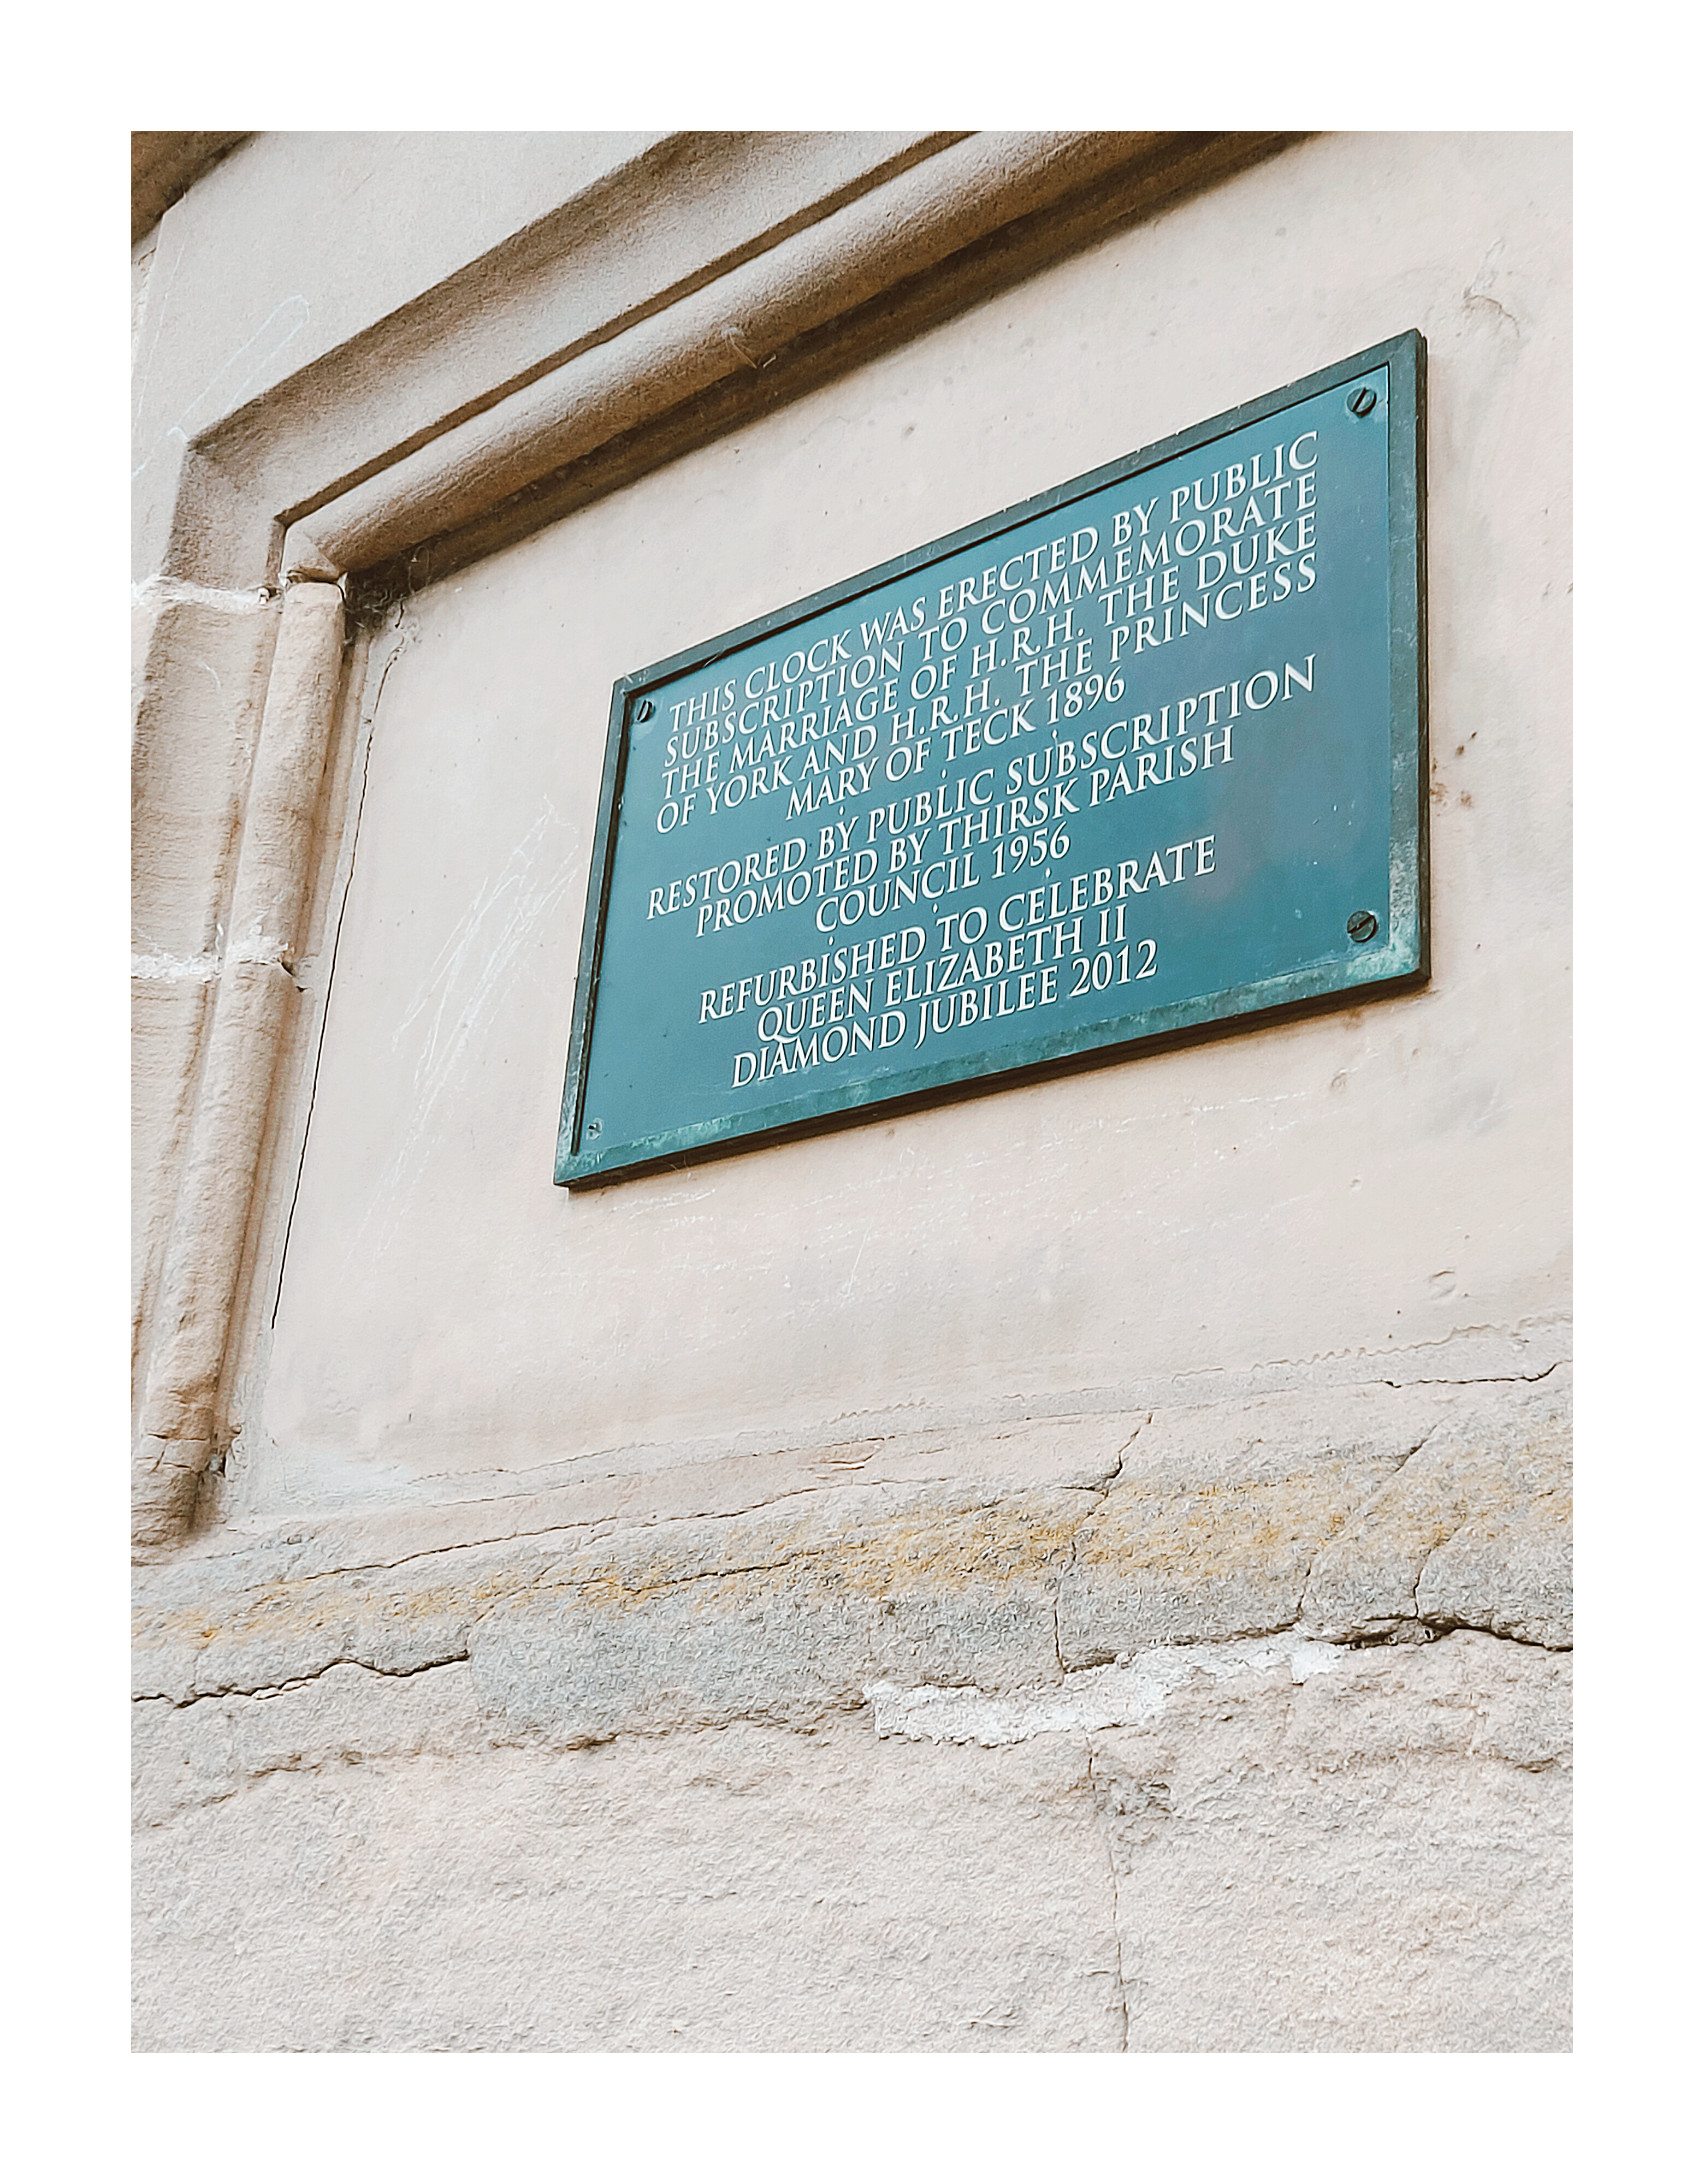 THIS CLOCK WAS ERECTED BY PUBLIC
SUBSCRIPTION TO COMMEMORATE
THE MARRIAGE OF H.R.H. THE DUKE
OF YORK AND H.R.H. THE PRINCESS
MARY OF TECK 1896
RESTORED BY PUBLIC SUBSCRIPTION
PROMOTED BY THIRSK PARISH
COUNCIL 1956
REFURBISHED TO CELEBRATE
QUEEN ELIZABETH II
DIAMOND JUBILEE 2012